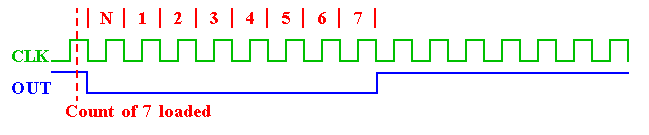 | N | 1 | 2 | 3 | 4 | 5 | 6 | 7 |
CLK
OUT
Count of 7 loaded